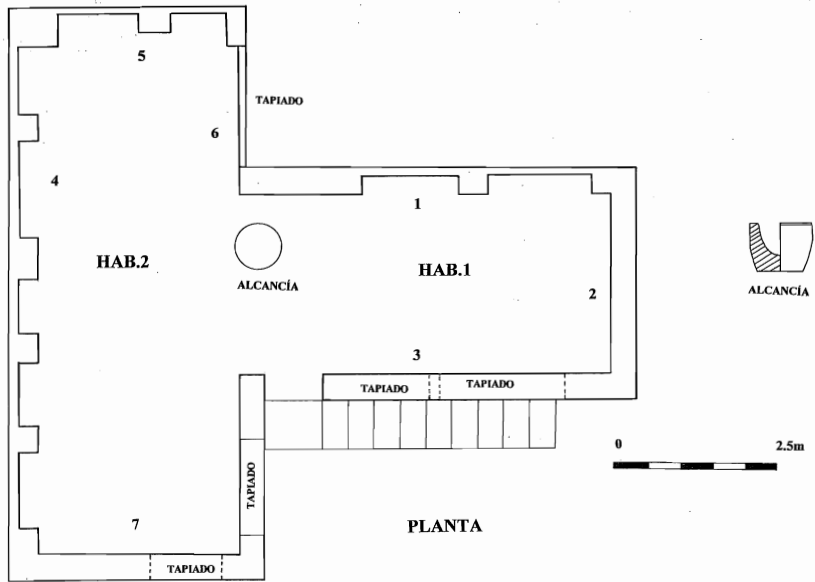 5
TAPIADO
6
4
1
HAB.2
HAB.1
ALCANCÍA
2
ALCANCÍA
3
TAPIADO
TAPIADO
0
2.5m
TAPIADO
7
PLANTA
TAPIADO